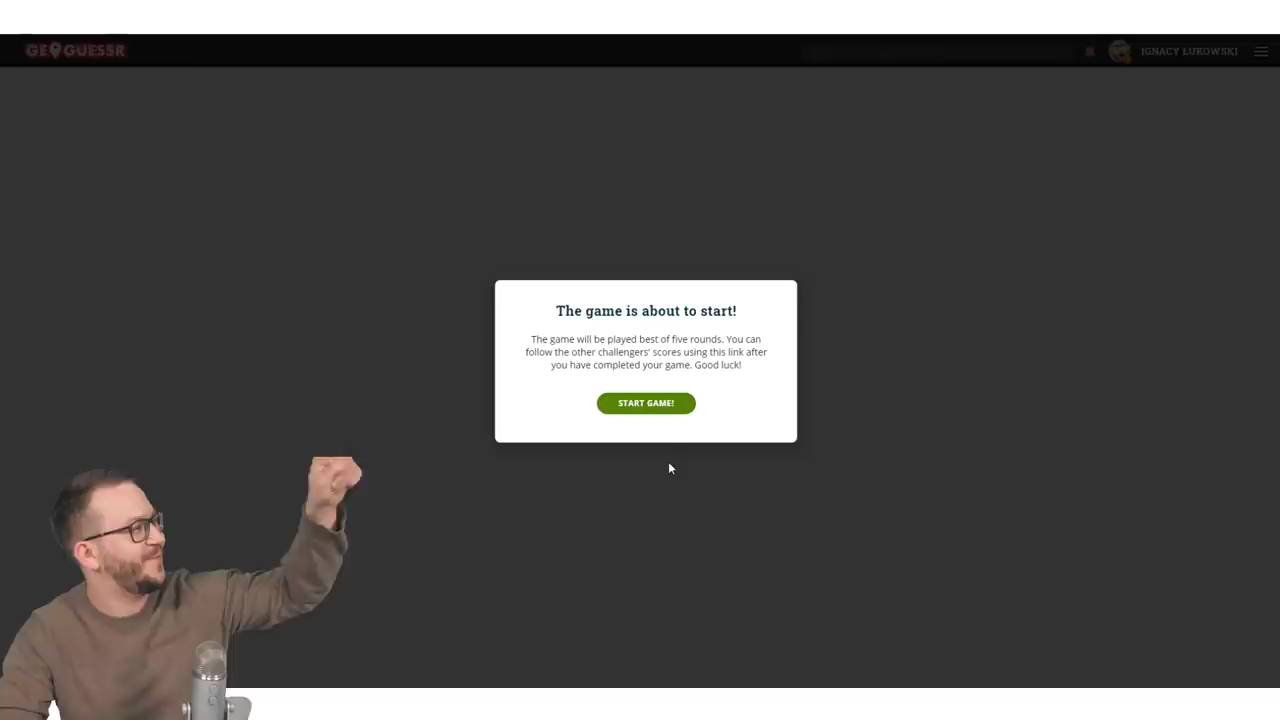 GEOGUESSR
IGNACY ŁUKOWSKI
The game is about to start!
The game will be played best of five rounds. You can
follow the other challengers' scores using this link after
you have completed your game. Good luck!
START GAME!